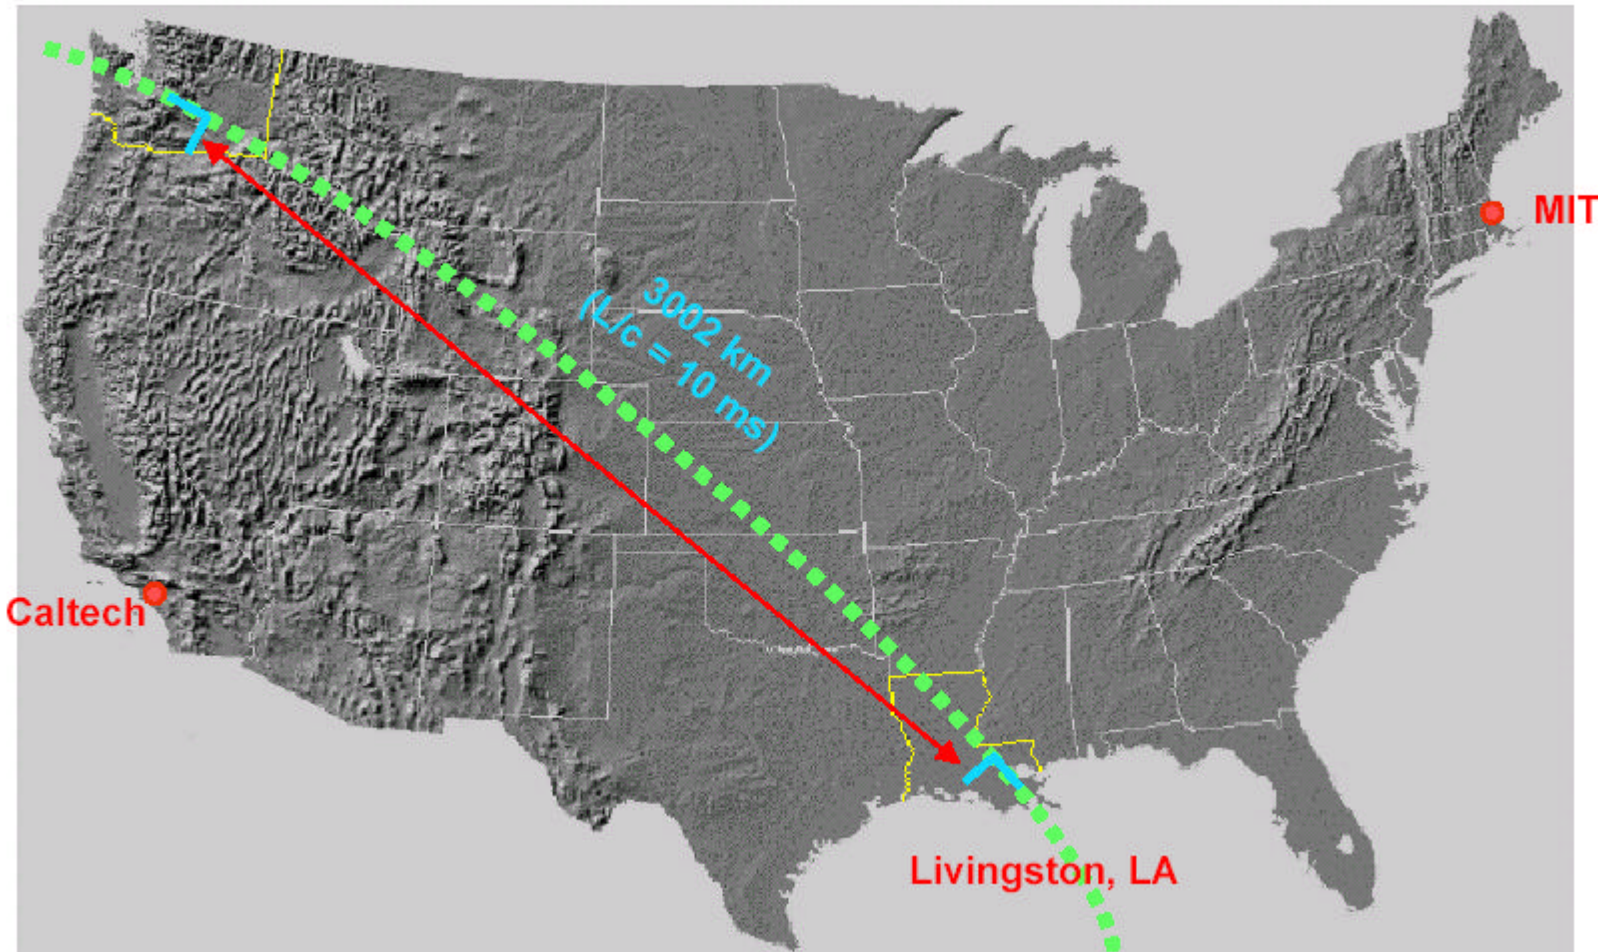 MIT
3002 km
(L/c = 10 ms)
Caltech
Livingston, LA